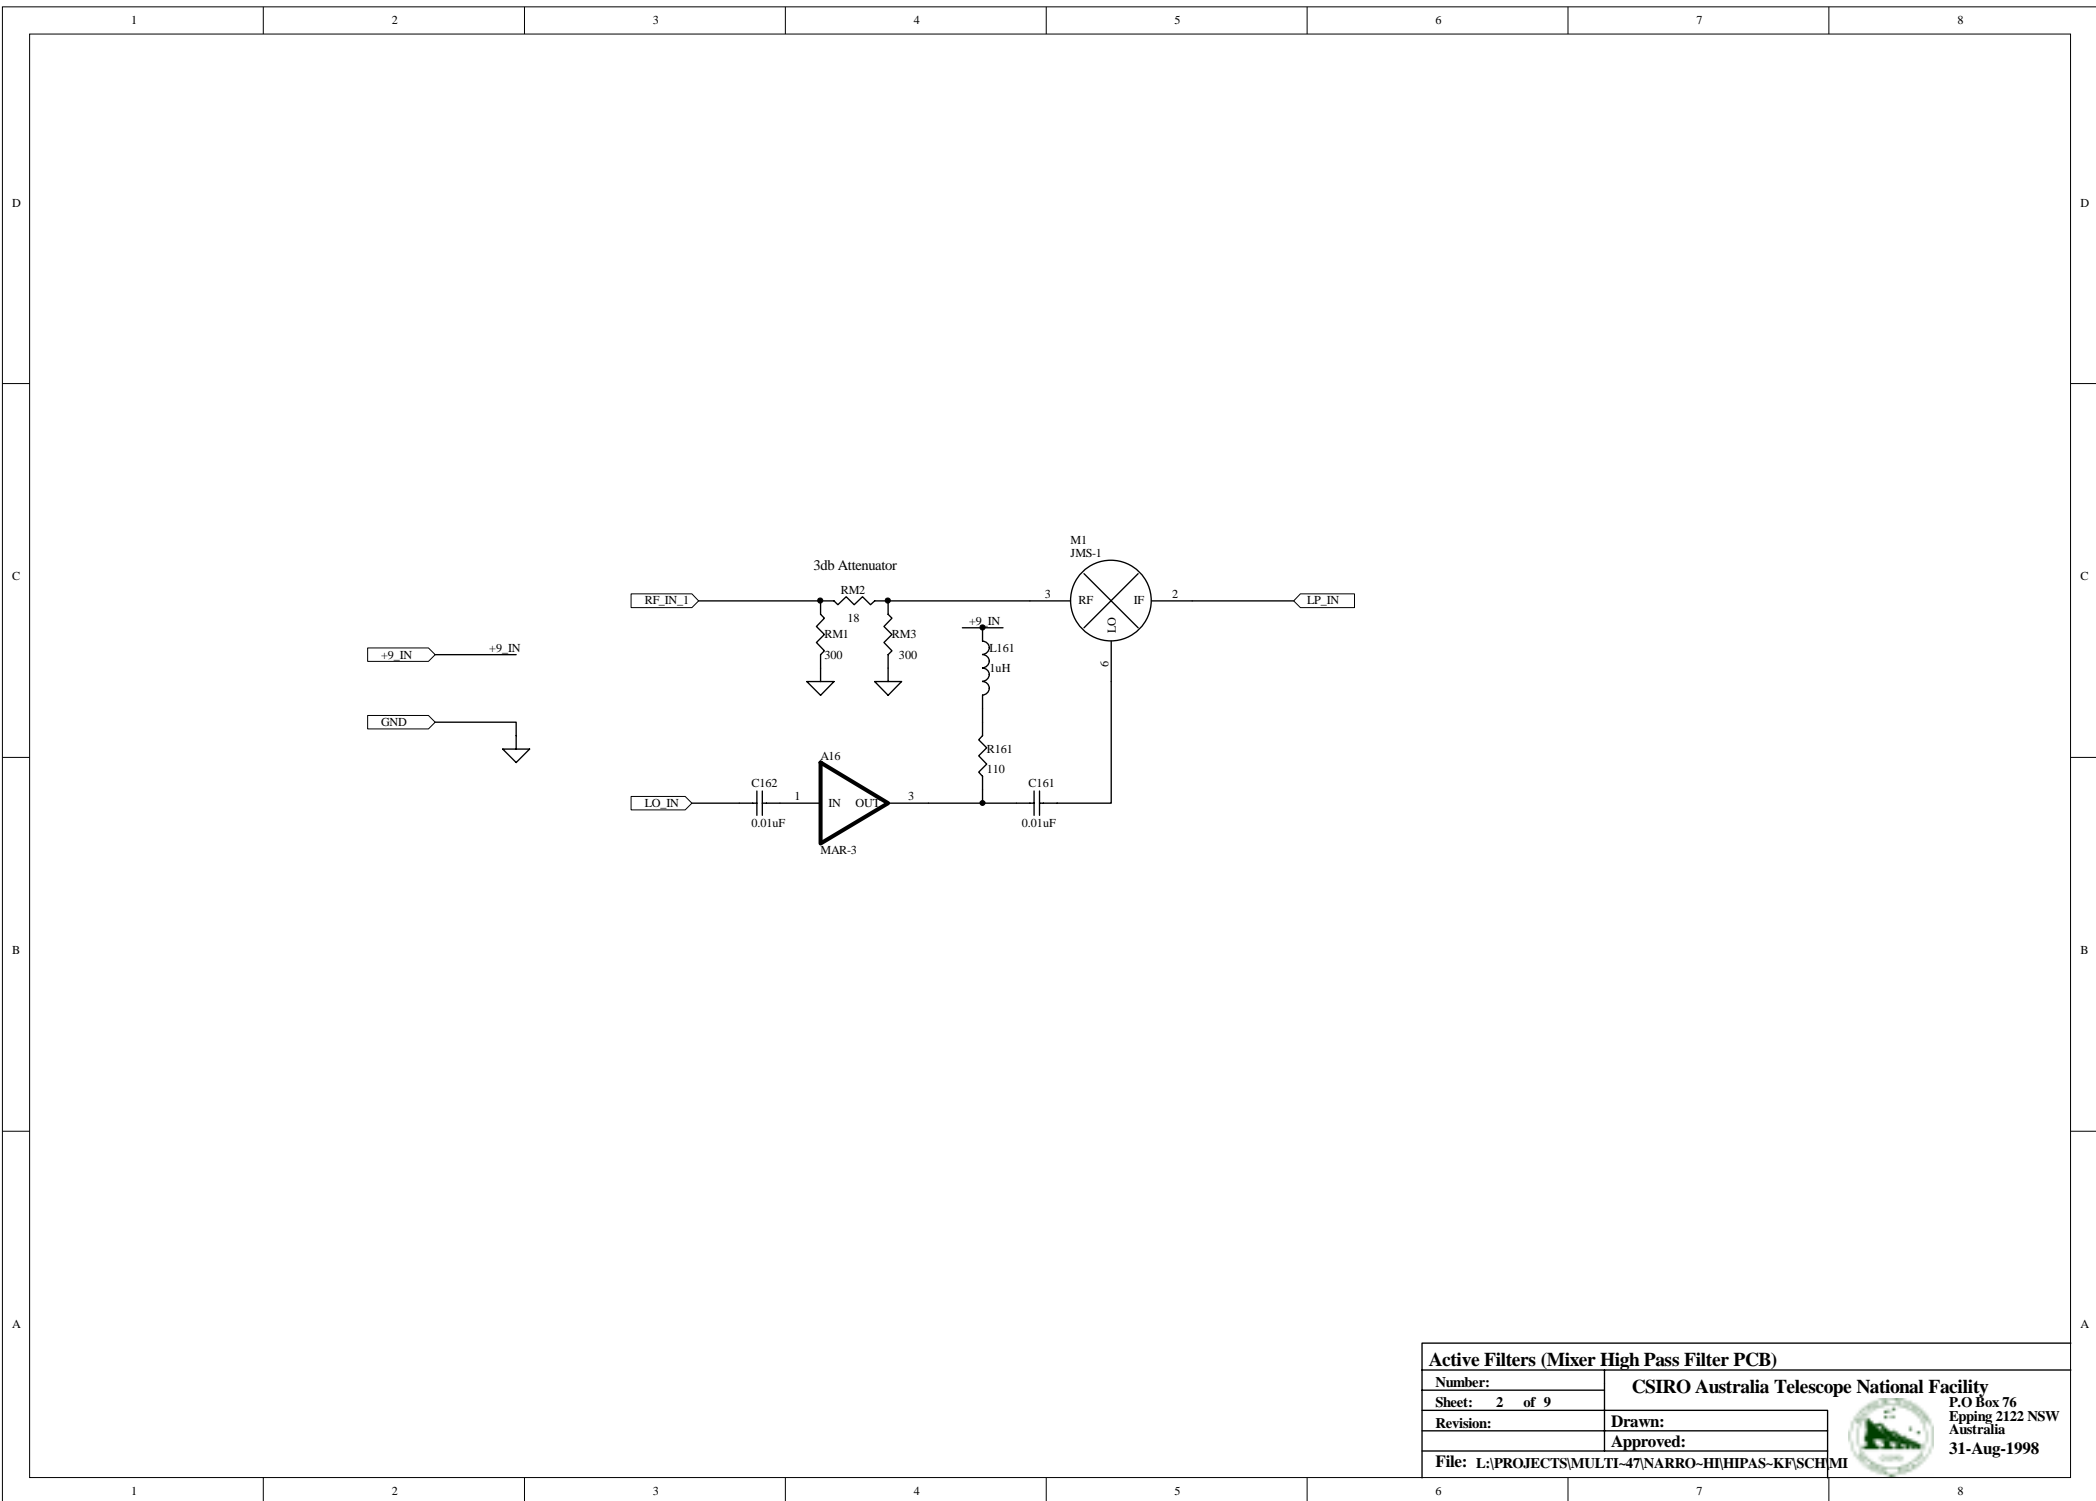 1 2 3 4 5 6 7 8
D D
C C
B B
A A
M1
JMS-1
3db Attenuator
RM2
18
RF_IN_1
3
RF
IF
LO
2
LP_IN
6
RM1
300
RM3
300
+9_IN
L161
1uH
+9_IN
+9_IN
GND
R161
110
A16
C162
0.01uF
LO_IN
1
IN
OUT
3
MAR-3
C161
0.01uF
Active Filters (Mixer High Pass Filter PCB)
Number:
CSIRO Australia Telescope National Facility
Sheet: 2 of 9
P.O Box 76
Epping 2122 NSW
Australia
31-Aug-1998
Revision:
Drawn:
Approved:
File: L:\PROJECTS\MULTI~47\NARRO~HI\HIPAS~KF\SCH\MI
1 2 3 4 5 6 7 8